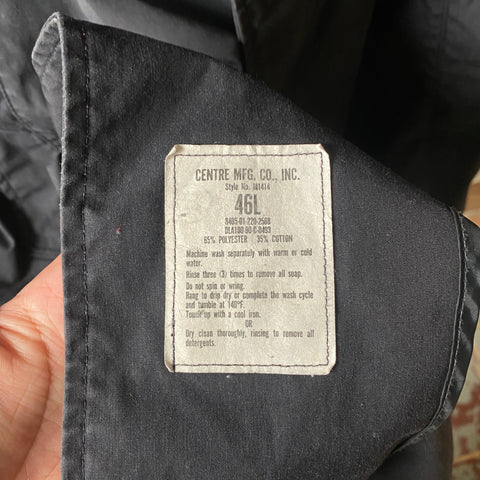 CENTRE MFG. CO., INC.
Style No. 181414
46L
8405-01-220-2568
DLA100-90-C-0493
65% POLYESTER 35% COTTON
Machine wash separately with warm or cold
water.
Rinse three (3) times to remove all soap.
Do not spin or wring.
Hang to drip dry or complete the wash cycle
and tumble at 140°F.
Touch up with a cool iron.
OR
Dry clean thoroughly, rinsing to remove all
detergents.